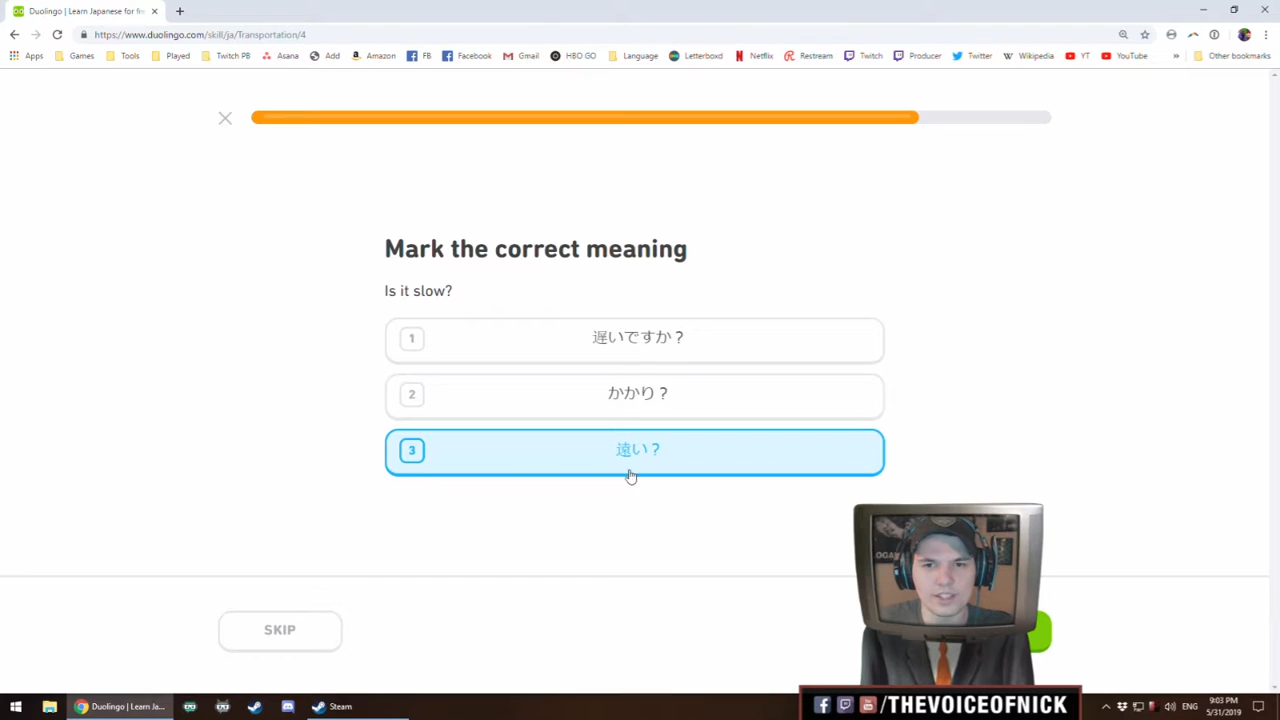 Duolingo | Learn Japanese for fr
https://www.duolingo.com/skill/ja/Transportation/4
Apps Games Tools Played Twitch PB Asana Add Amazon FB Facebook Gmail HBO GO Language Letterboxd Netflix Restream Twitch Producer Twitter Wikipedia YT YouTube » Other bookmarks
Mark the correct meaning
Is it slow?
1 遅いですか？
2 かかり？
3 遠い？
SKIP
/THEVOICEOFNICK
Duolingo | Learn Ja... Steam ENG 9:03 PM
5/31/2019